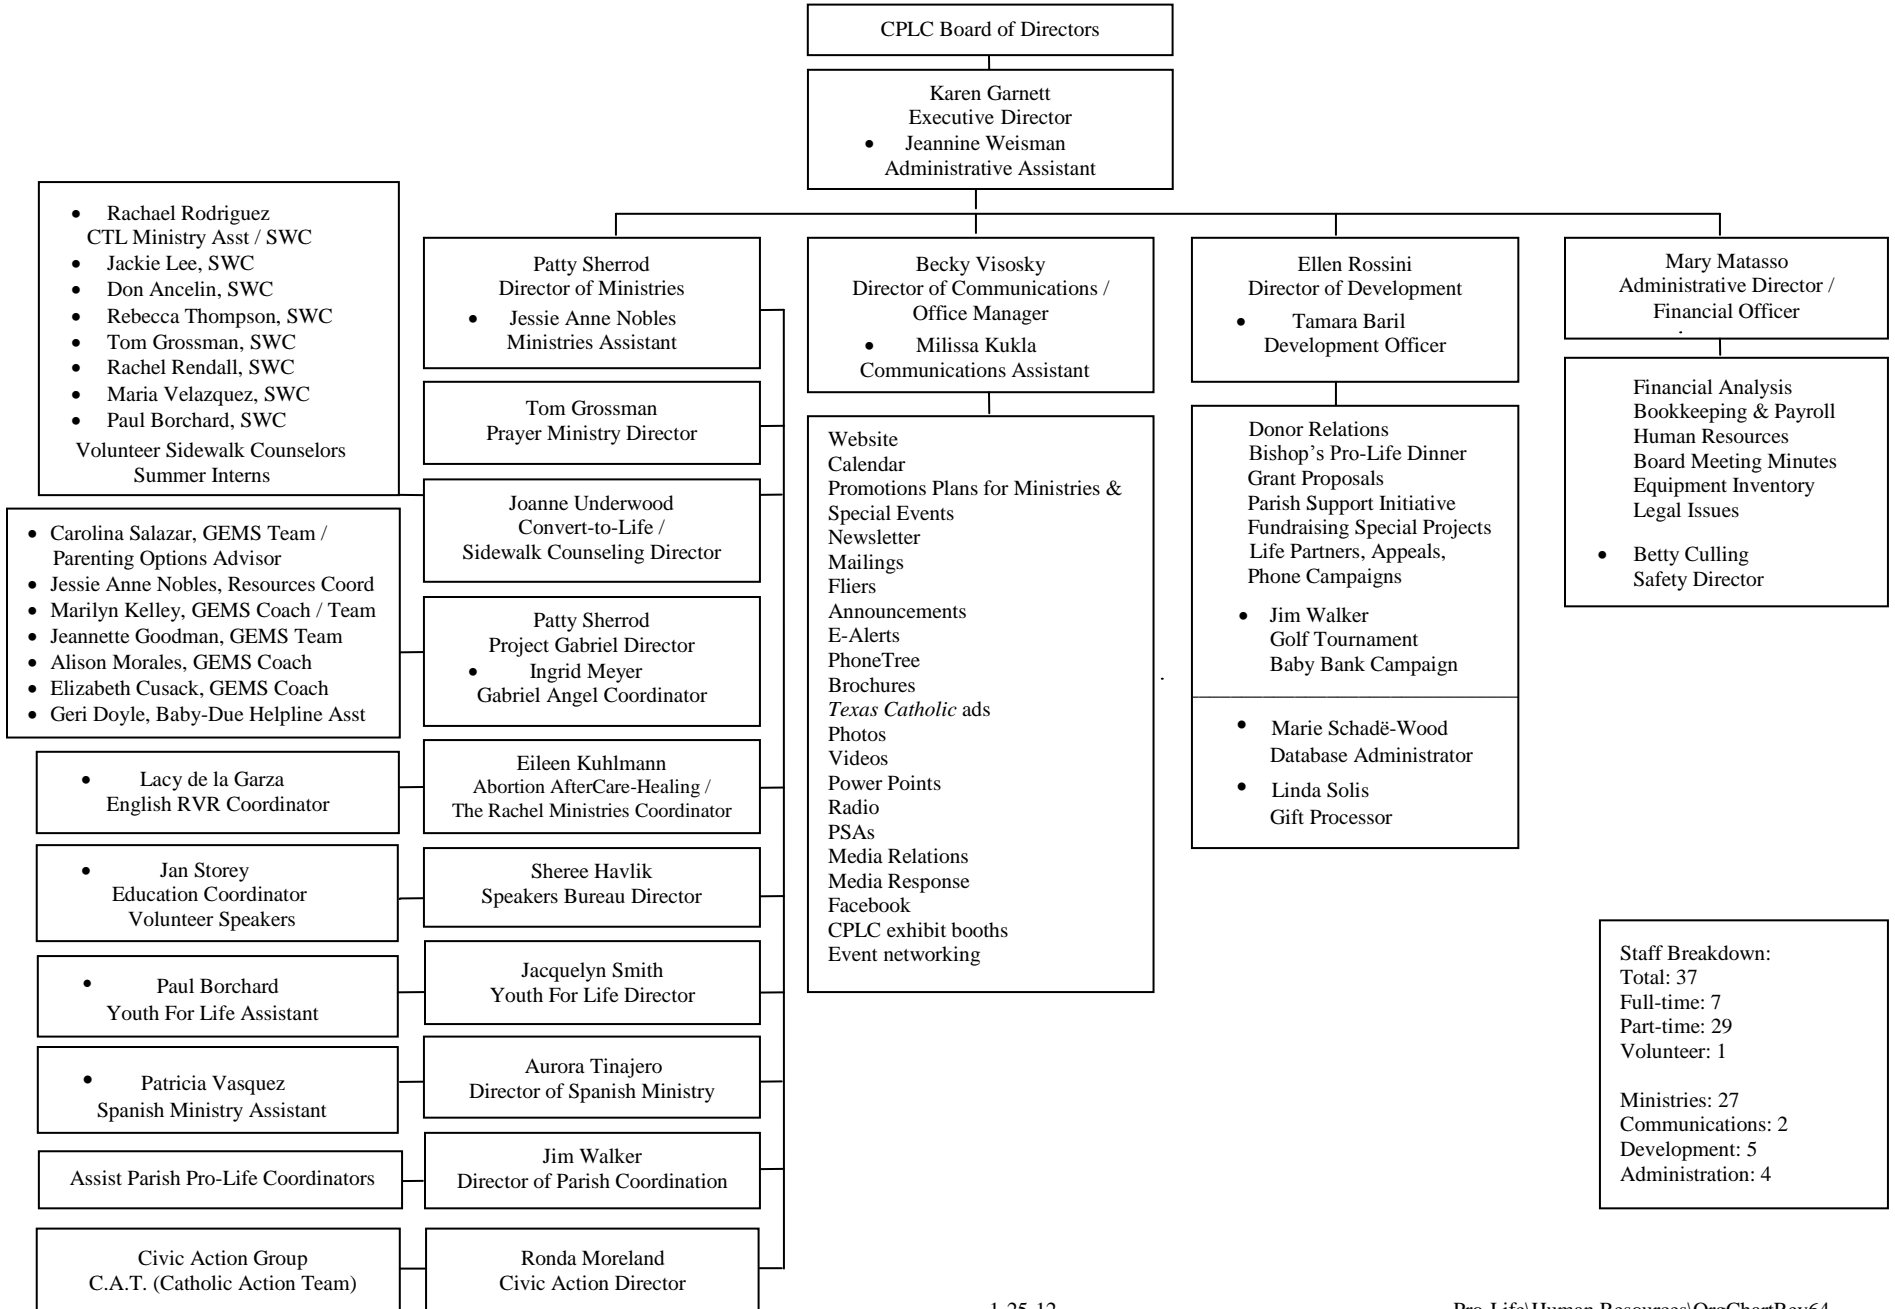 CPLC Board of Directors
Karen Garnett
Executive Director
• Jeannine Weisman
Administrative Assistant
• Rachael Rodriguez
CTL Ministry Asst / SWC
• Jackie Lee, SWC
• Don Ancelin, SWC
• Rebecca Thompson, SWC
• Tom Grossman, SWC
• Rachel Rendall, SWC
• Maria Velazquez, SWC
• Paul Borchard, SWC
Volunteer Sidewalk Counselors
Summer Interns
• Carolina Salazar, GEMS Team /
Parenting Options Advisor
• Jessie Anne Nobles, Resources Coord
• Marilyn Kelley, GEMS Coach / Team
• Jeannette Goodman, GEMS Team
• Alison Morales, GEMS Coach
• Elizabeth Cusack, GEMS Coach
• Geri Doyle, Baby-Due Helpline Asst
• Lacy de la Garza
English RVR Coordinator
• Jan Storey
Education Coordinator
Volunteer Speakers
• Paul Borchard
Youth For Life Assistant
• Patricia Vasquez
Spanish Ministry Assistant
Assist Parish Pro-Life Coordinators
Civic Action Group
C.A.T. (Catholic Action Team)
Patty Sherrod
Director of Ministries
• Jessie Anne Nobles
Ministries Assistant
Tom Grossman
Prayer Ministry Director
Joanne Underwood
Convert-to-Life /
Sidewalk Counseling Director
Patty Sherrod
Project Gabriel Director
• Ingrid Meyer
Gabriel Angel Coordinator
Eileen Kuhlmann
Abortion AfterCare-Healing /
The Rachel Ministries Coordinator
Sheree Havlik
Speakers Bureau Director
Jacquelyn Smith
Youth For Life Director
Aurora Tinajero
Director of Spanish Ministry
Jim Walker
Director of Parish Coordination
Ronda Moreland
Civic Action Director
Becky Visosky
Director of Communications /
Office Manager
• Milissa Kukla
Communications Assistant
Website
Calendar
Promotions Plans for Ministries &
Special Events
Newsletter
Mailings
Fliers
Announcements
E-Alerts
PhoneTree
Brochures
Texas Catholic ads
Photos
Videos
Power Points
Radio
PSAs
Media Relations
Media Response
Facebook
CPLC exhibit booths
Event networking
Ellen Rossini
Director of Development
• Tamara Baril
Development Officer
Donor Relations
Bishop's Pro-Life Dinner
Grant Proposals
Parish Support Initiative
Fundraising Special Projects
Life Partners, Appeals,
Phone Campaigns
• Jim Walker
Golf Tournament
Baby Bank Campaign
• Marie Schadë-Wood
Database Administrator
• Linda Solis
Gift Processor
Mary Matasso
Administrative Director /
Financial Officer
Financial Analysis
Bookkeeping & Payroll
Human Resources
Board Meeting Minutes
Equipment Inventory
Legal Issues
• Betty Culling
Safety Director
Staff Breakdown:
Total: 37
Full-time: 7
Part-time: 29
Volunteer: 1
Ministries: 27
Communications: 2
Development: 5
Administration: 4
1-25-12
Pro-Life\Human Resources\OrgChartRev64